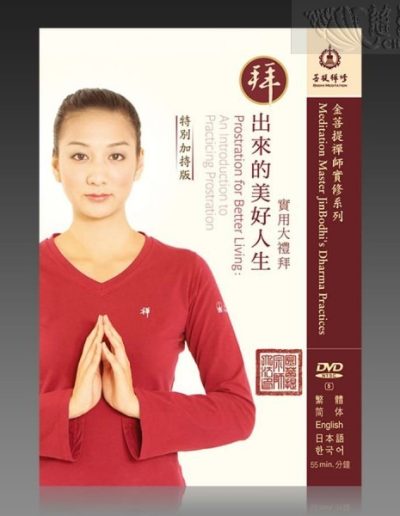 菩提禪修
BODHI MEDITATION
金菩提禪師實修系列
Meditation Master JinBodhi's Dharma Practices
拜
出來的美好人生
實用大禮拜
Prostration for Better Living:
An Introduction to
Practicing Prostration
特別加持版
禪
DVD
NTSC
5
繁體
简体
English
日本語
한국어
55 min. 分鐘